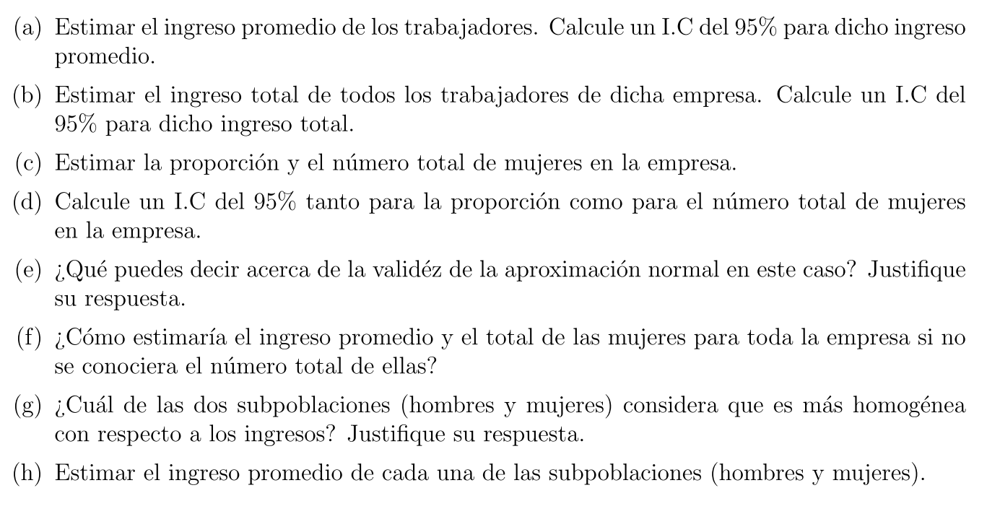 (a) Estimar el ingreso promedio de los trabajadores. Calcule un I.C del 95% para dicho ingreso
promedio.
(b) Estimar el ingreso total de todos los trabajadores de dicha empresa. Calcule un I.C del
95% para dicho ingreso total.
(c) Estimar la proporción y el número total de mujeres en la empresa.
(d) Calcule un I.C del 95% tanto para la proporción como para el número total de mujeres
en la empresa.
(e) ¿Qué puedes decir acerca de la validéz de la aproximación normal en este caso? Justifique
su respuesta.
(f) ¿Cómo estimaría el ingreso promedio y el total de las mujeres para toda la empresa si no
se conociera el número total de ellas?
(g) ¿Cuál de las dos subpoblaciones (hombres y mujeres) considera que es más homogénea
con respecto a los ingresos? Justifique su respuesta.
(h) Estimar el ingreso promedio de cada una de las subpoblaciones (hombres y mujeres).